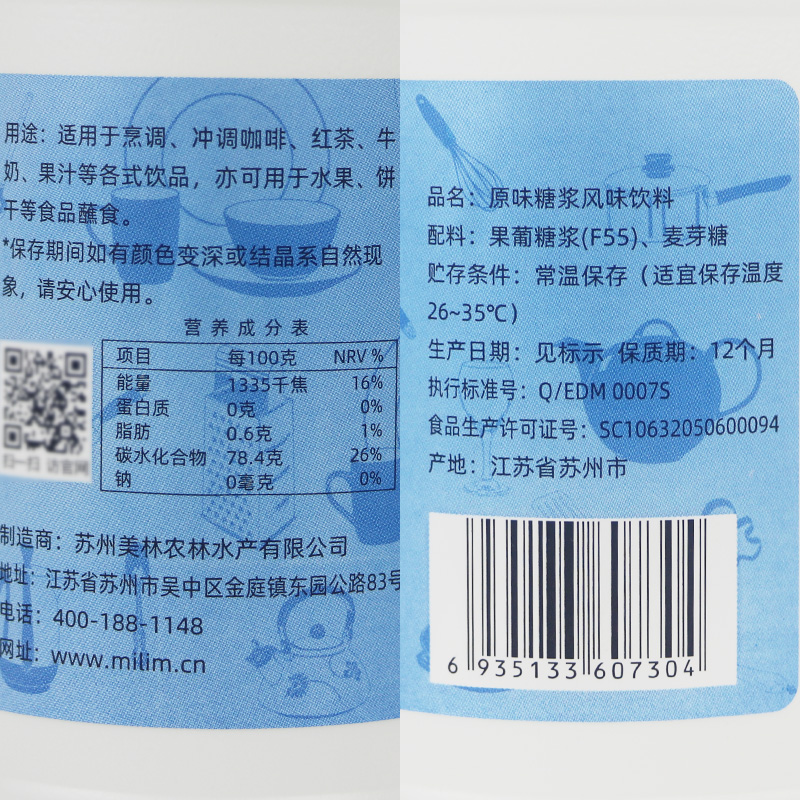 用途：适用于烹调、冲调咖啡、红茶、牛
奶、果汁等各式饮品，亦可用于水果、饼
干等食品蘸食。
*保存期间如有颜色变深或结晶系自然现
象，请安心使用。
营养成分表
项目 每100克 NRV %
能量 1335千焦 16%
蛋白质 0克 0%
脂肪 0.6克 1%
碳水化合物 78.4克 26%
钠 0毫克 0%
扫一扫 访官网
制造商：苏州美林农林水产有限公司
地址：江苏省苏州市吴中区金庭镇东园公路83号
电话：400-188-1148
网址：www.milim.cn
品名：原味糖浆风味饮料
配料：果葡糖浆(F55)、麦芽糖
贮存条件：常温保存（适宜保存温度
26~35℃）
生产日期：见标示 保质期：12个月
执行标准号：Q/EDM 0007S
食品生产许可证号：SC10632050600094
产地：江苏省苏州市
6 935133 607304